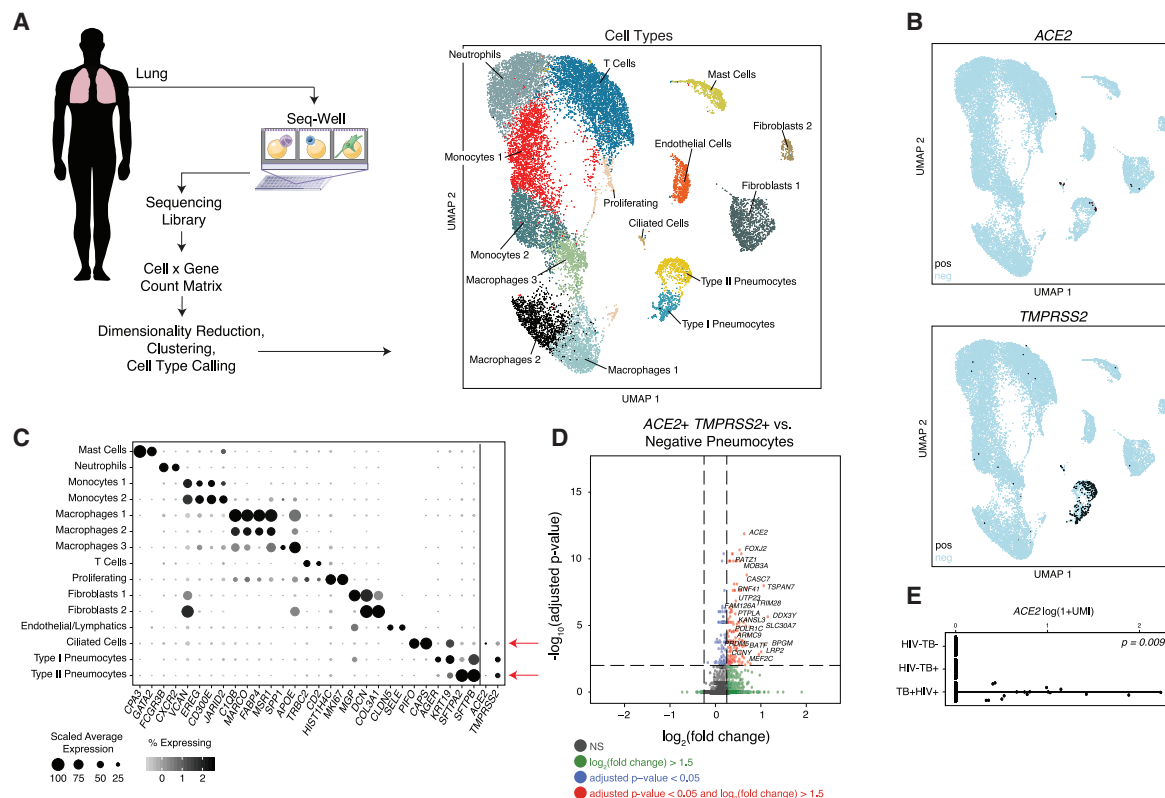 A
Lung
Seq-Well
Sequencing
Library
Cell x Gene
Count Matrix
Dimensionality Reduction,
Clustering,
Cell Type Calling
Cell Types
Neutrophils
T Cells
Mast Cells
Fibroblasts 2
Endothelial Cells
Monocytes 1
Fibroblasts 1
Proliferating
Ciliated Cells
Monocytes 2
Macrophages 3
Type II Pneumocytes
Type I Pneumocytes
Macrophages 2
Macrophages 1
UMAP 2
UMAP 1
B
ACE2
UMAP 2
pos
neg
UMAP 1
TMPRSS2
UMAP 2
pos
neg
UMAP 1
C
Mast Cells
Neutrophils
Monocytes 1
Monocytes 2
Macrophages 1
Macrophages 2
Macrophages 3
T Cells
Proliferating
Fibroblasts 1
Fibroblasts 2
Endothelial/Lymphatics
Ciliated Cells
Type I Pneumocytes
Type II Pneumocytes
CPA3
GATA2
FCGR3B
CXCR2
VCAN
EREG
CD300E
JARID2
C1QB
MARCO
FABP4
MSR1
SPP1
APOE
TRBC2
CD2
HIST1H4C
MKI67
MGP
DCN
COL3A1
CLDN5
SELE
PIFO
CAPS
AGER
KRT19
SFTPA2
SFTPB
ACE2
TMPRSS2
Scaled Average
Expression
100 75 50 25
% Expressing
0 1 2
D
ACE2+ TMPRSS2+ vs.
Negative Pneumocytes
-log10(adjusted p-value)
15
10
5
0
ACE2
FOXJ2
PATZ1
MOB3A
CASC7
TSPAN7
RNF41
UTP23
TRIM28
FAM126A
PTPLA
DDX3Y
KANSL3
SLC30A7
POLR1C
ARMC9
PRDM5
BATF
BPGM
CCNY
LRP2
MEF2C
−2 −1 0 1 2
log2(fold change)
NS
log2(fold change) > 1.5
adjusted p−value < 0.05
adjusted p−value < 0.05 and log2(fold change) > 1.5
E
ACE2 log(1+UMI)
0 1 2
p = 0.009
HIV-TB-
HIV-TB+
TB+HIV+